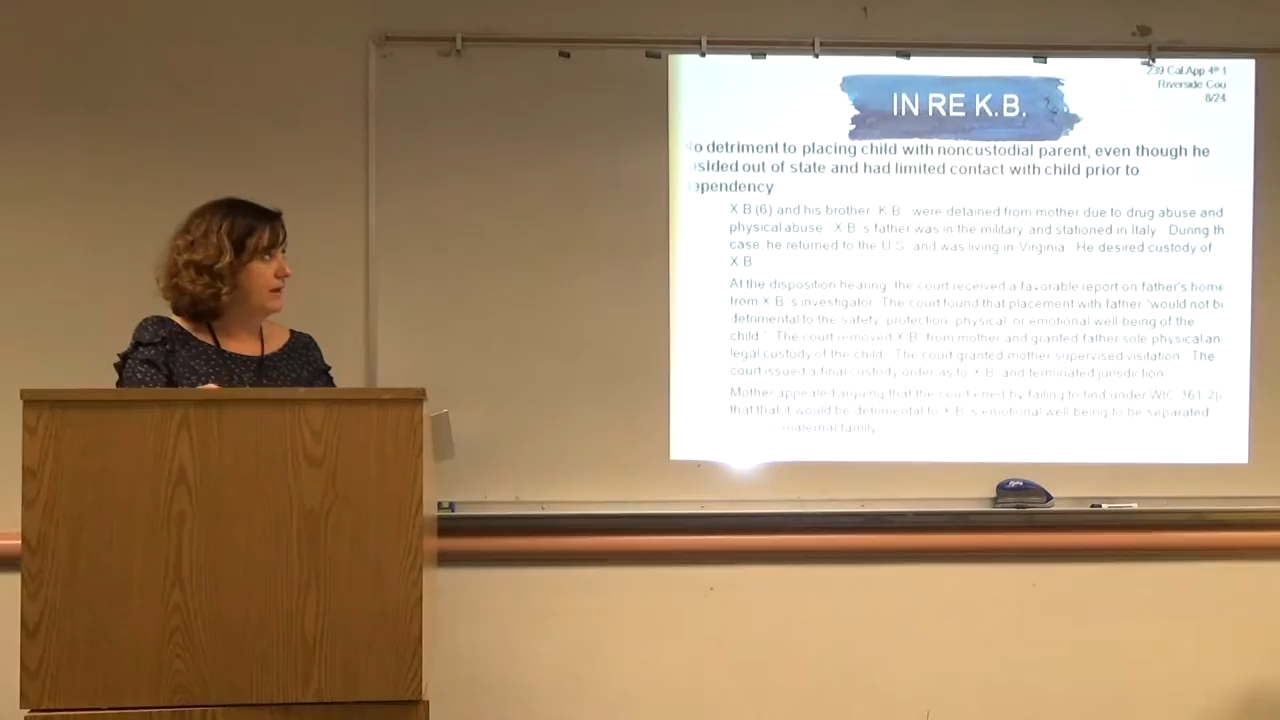 239 Cal.App.4th 1
Riverside Cou
8/24
IN RE K.B.
o detriment to placing child with noncustodial parent, even though he
sided out of state and had limited contact with child prior to
pendency
X.B (6) and his brother, K.B., were detained from mother due to drug abuse and
physical abuse. X.B.'s father was in the military and stationed in Italy. During th
case, he returned to the U.S. and was living in Virginia. He desired custody of
X.B
At the disposition hearing, the court received a favorable report on father's home
from X.B.'s investigator. The court found that placement with father "would not be
detrimental to the safety, protection, physical, or emotional well-being of the
child." The court removed X.B. from mother and granted father sole physical an
legal custody of the child. The court granted mother supervised visitation. The
court issued a final custody order as to X.B. and terminated jurisdiction.
Mother appealed arguing that the court erred by failing to find under WIC 361.2(
that that it would be detrimental to X.B.'s emotional well being to be separated
maternal family